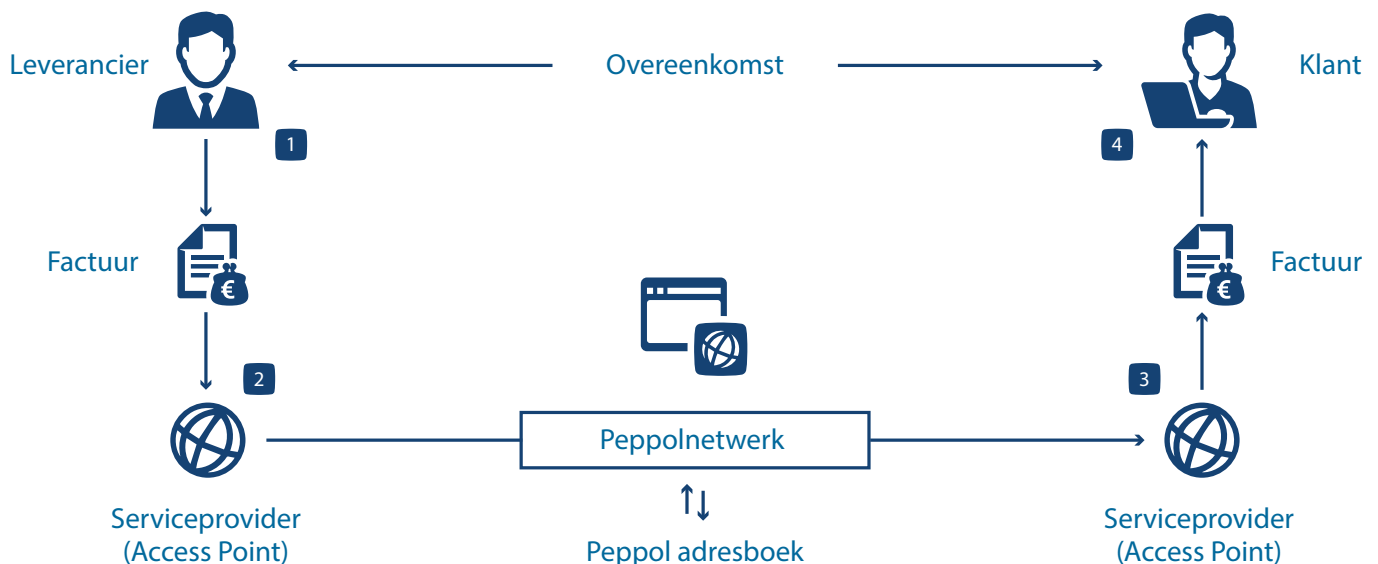 Leverancier
Overeenkomst
Klant
1
4
Factuur
€
Factuur
€
2
3
Peppolnetwerk
Serviceprovider
(Access Point)
Peppol adresboek
Serviceprovider
(Access Point)